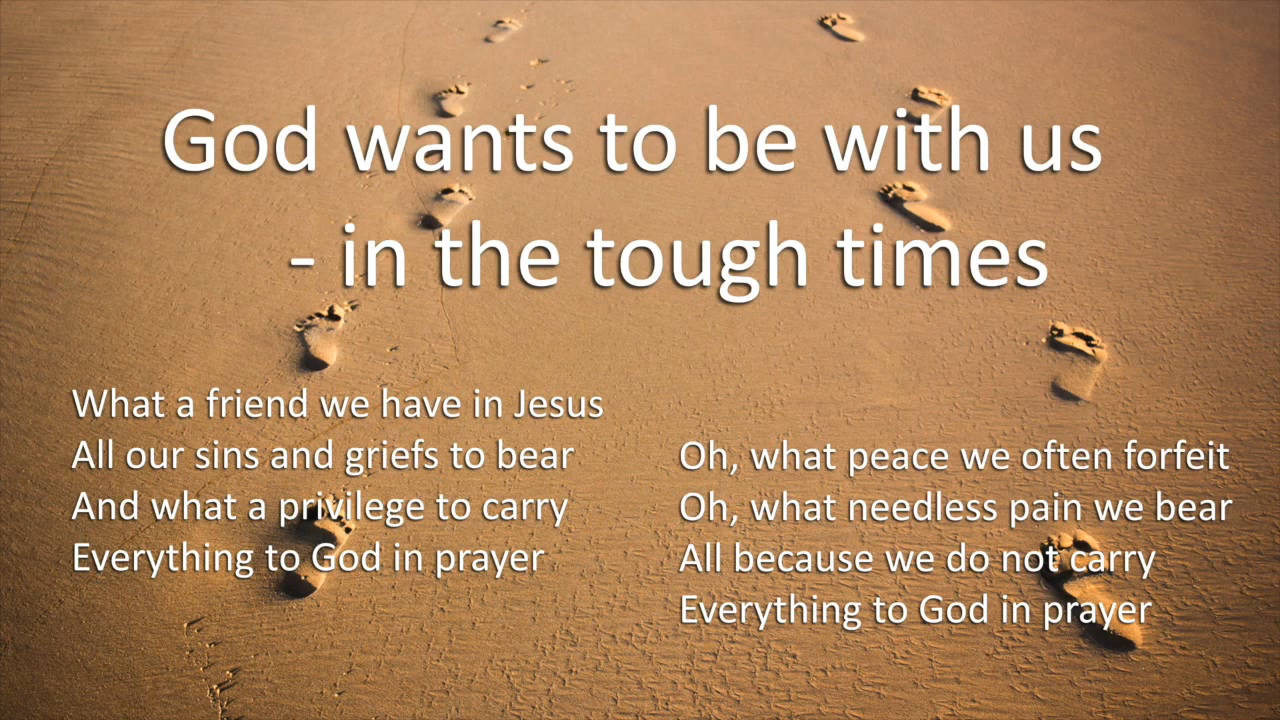 God wants to be with us
- in the tough times
What a friend we have in Jesus
All our sins and griefs to bear
And what a privilege to carry
Everything to God in prayer
Oh, what peace we often forfeit
Oh, what needless pain we bear
All because we do not carry
Everything to God in prayer